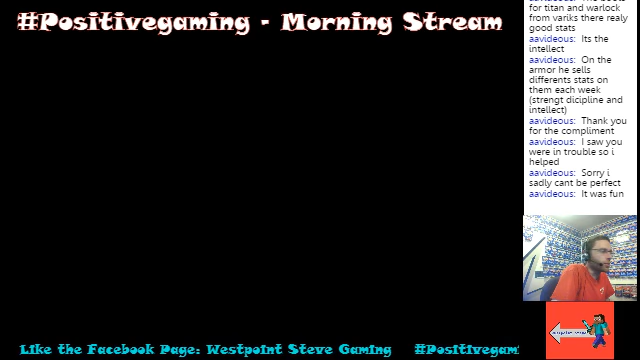 #Positivegaming - Morning Stream
for titan and warlock
from variks there realy
good stats
aavideous: Its the
intellect
aavideous: On the
armor he sells
differents stats on
them each week
(strengt dicipline and
intellect)
aavideous: Thank you
for the compliment
aavideous: I saw you
were in trouble so i
helped
aavideous: Sorry i
sadly cant be perfect
aavideous: It was fun
Like the Facebook Page: Westpoint Steve Gaming #Positivegami